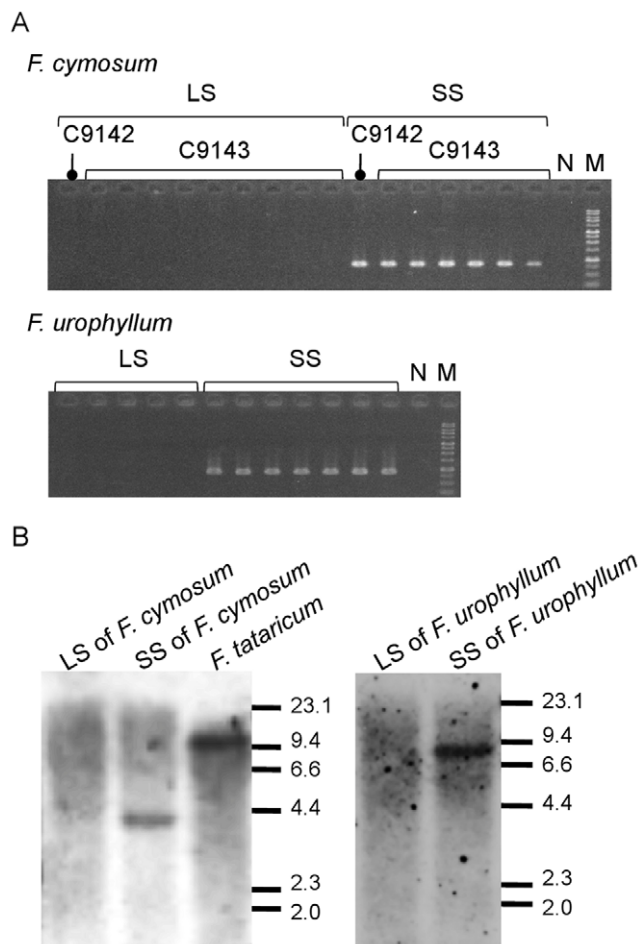 A
F. cymosum
LS SS
C9142 C9142
C9143 C9143 N M
F. urophyllum
LS SS N M
B
LS of F. cymosum
SS of F. cymosum
F. tataricum
23.1
9.4
6.6
4.4
2.3
2.0
LS of F. urophyllum
SS of F. urophyllum
23.1
9.4
6.6
4.4
2.3
2.0